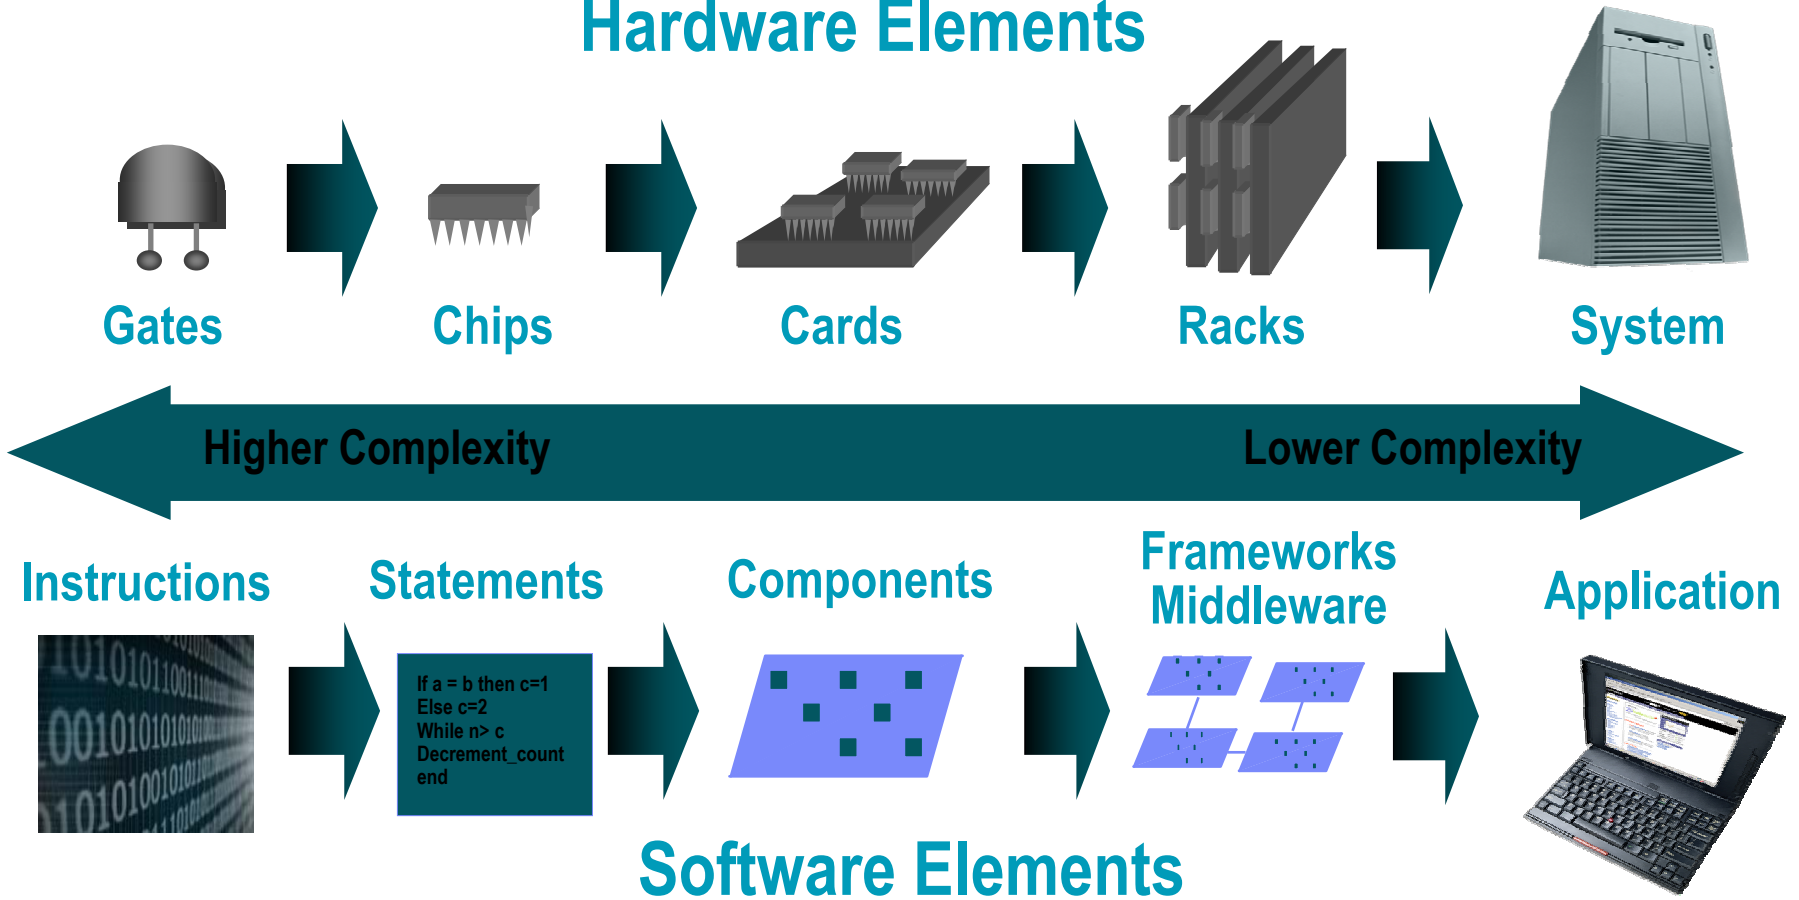 Hardware Elements
Gates
Chips
Cards
Racks
System
Higher Complexity
Lower Complexity
Instructions
Statements
Components
Frameworks
Middleware
Application
If a = b then c=1
Else c=2
While n> c
Decrement_count
end
Software Elements